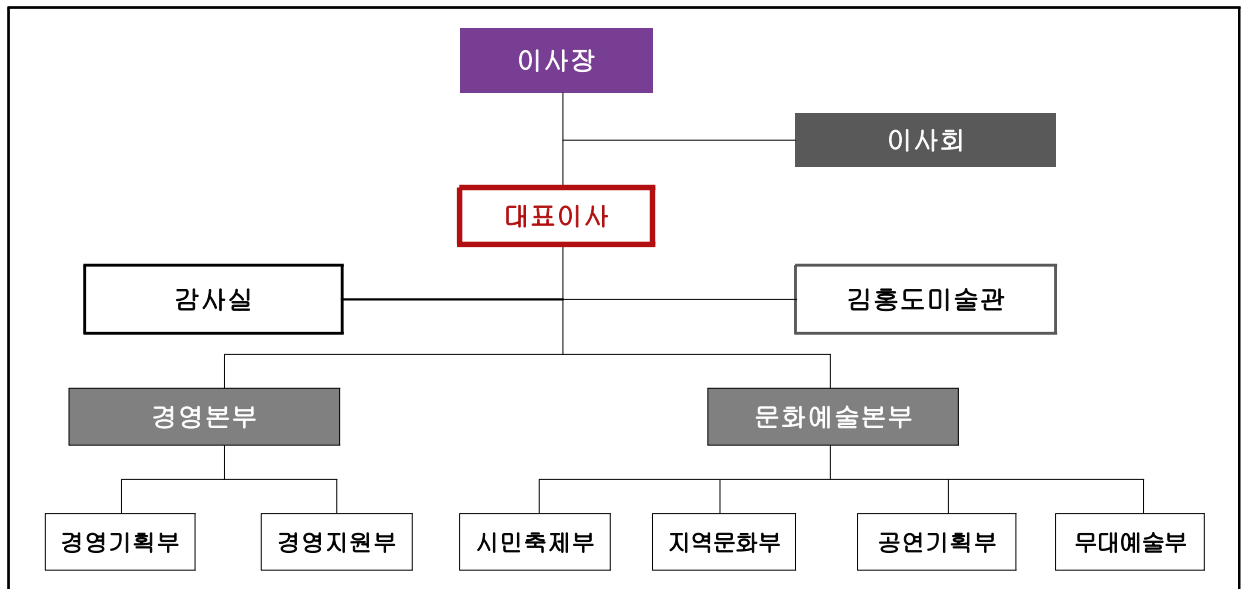 이사장
이사회
대표이사
감사실
김홍도미술관
경영본부
문화예술본부
경영기획부
경영지원부
시민축제부
지역문화부
공연기획부
무대예술부